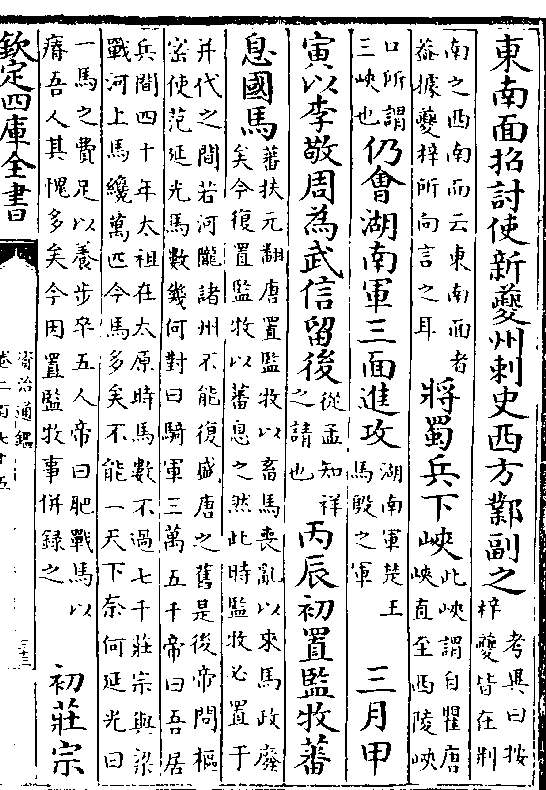 東南面招討使新夔州刺史西方鄴副之考異曰按梓夔皆在荆
南之西南而云東南面者蓋據夔梓所向言之耳將蜀兵下峽此峽謂自瞿唐峽直至西陵峽
口所謂三峽也仍會湖南軍三面進攻湖南軍楚王馬殷之軍三月甲
寅以李敬周為武信留後從孟知祥之請也丙辰初置監牧蕃
息國馬蕃扶元翻唐置監牧以畜馬喪亂以來馬政廢矣今復置監牧以蕃息之然此時監牧必置于
并代之間若河隴諸州不能復盛唐之舊是後帝問樞密使范延光馬數幾何對曰騎軍三萬五千帝曰吾居
兵間四十年太祖在太原時馬數不過七千莊宗與梁戰河上馬纔萬匹今馬多矣不能一天下奈何延光曰
一馬之費足以養步卒五人帝曰肥戰馬以瘠吾人其愧多矣今因置監牧事併録之初莊宗
欽定四庫全書
資治通鑑
卷二百七十五